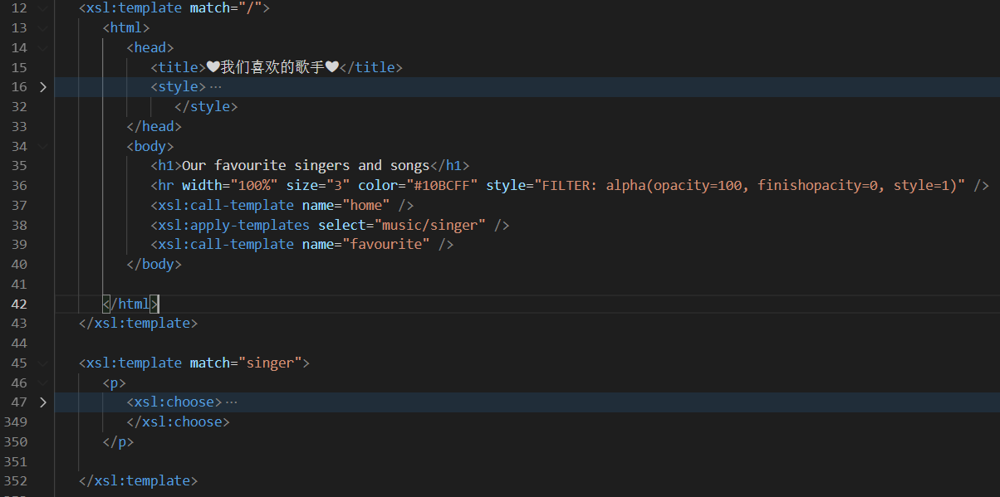 12 <xsl:template match="/">
13 <html>
14 <head>
15 <title>♥我们喜欢的歌手♥</title>
16 <style>…
32 </style>
33 </head>
34 <body>
35 <h1>Our favourite singers and songs</h1>
36 <hr width="100%" size="3" color="#10BCFF" style="FILTER: alpha(opacity=100, finishopacity=0, style=1)" />
37 <xsl:call-template name="home" />
38 <xsl:apply-templates select="music/singer" />
39 <xsl:call-template name="favourite" />
40 </body>
41
42 </html>
43 </xsl:template>
44
45 <xsl:template match="singer">
46 <p>
47 <xsl:choose>…
349 </xsl:choose>
350 </p>
351
352 </xsl:template>